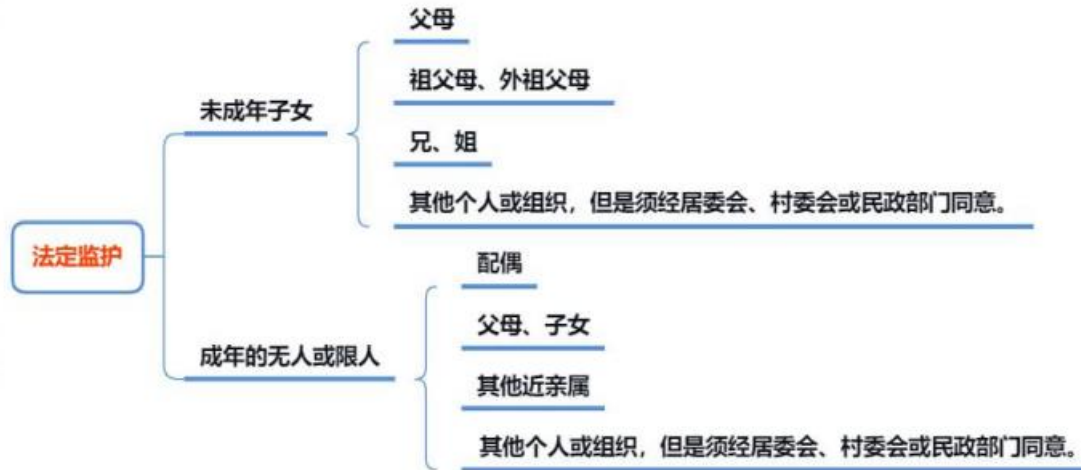 法定监护
未成年子女
父母
祖父母、外祖父母
兄、姐
其他个人或组织，但是须经居委会、村委会或民政部门同意。
成年的无人或限人
配偶
父母、子女
其他近亲属
其他个人或组织，但是须经居委会、村委会或民政部门同意。